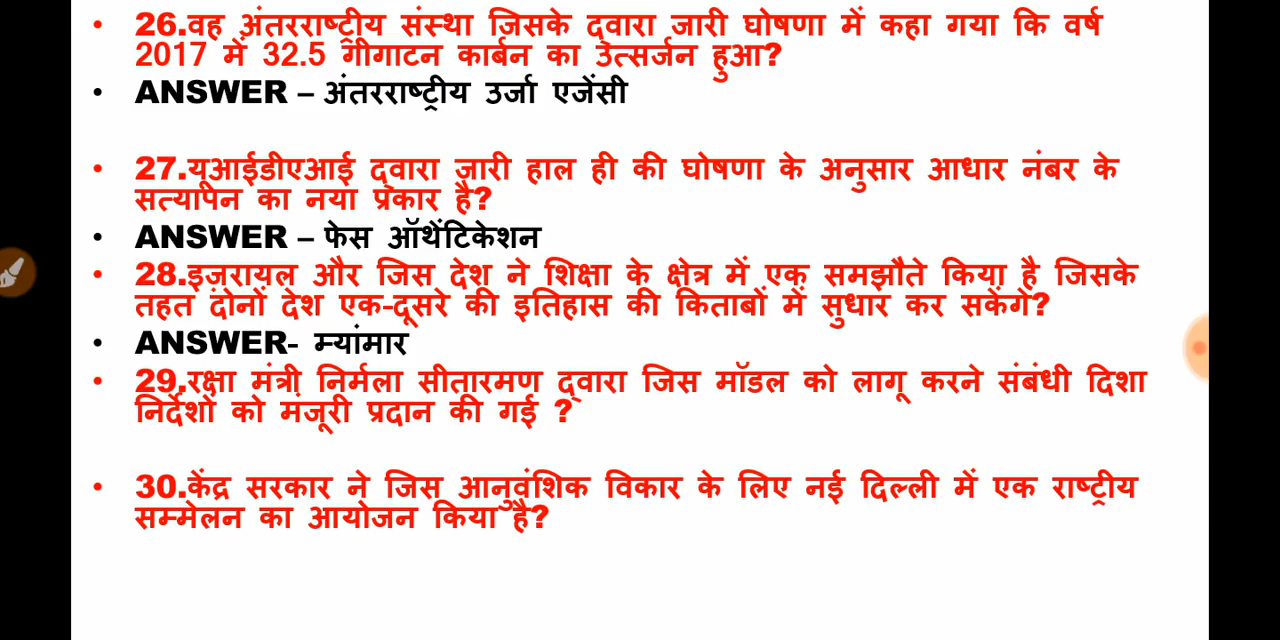 • 26.वह अंतरराष्ट्रीय संस्था जिसके द्वारा जारी घोषणा में कहा गया कि वर्ष
2017 में 32.5 गीगाटन कार्बन का उत्सर्जन हुआ?
• ANSWER – अंतरराष्ट्रीय उर्जा एजेंसी
• 27.यूआईडीएआई द्वारा जारी हाल ही की घोषणा के अनुसार आधार नंबर के
सत्यापन का नया प्रकार है?
• ANSWER – फेस ऑथेंटिकेशन
• 28.इज़रायल और जिस देश ने शिक्षा के क्षेत्र में एक समझौते किया है जिसके
तहत दोनों देश एक-दूसरे की इतिहास की किताबों में सुधार कर सकेंगे?
• ANSWER- म्यांमार
• 29.रक्षा मंत्री निर्मला सीतारमण द्वारा जिस मॉडल को लागू करने संबंधी दिशा
निर्देशों को मंजूरी प्रदान की गई ?
• 30.केंद्र सरकार ने जिस आनुवंशिक विकार के लिए नई दिल्ली में एक राष्ट्रीय
सम्मेलन का आयोजन किया है?